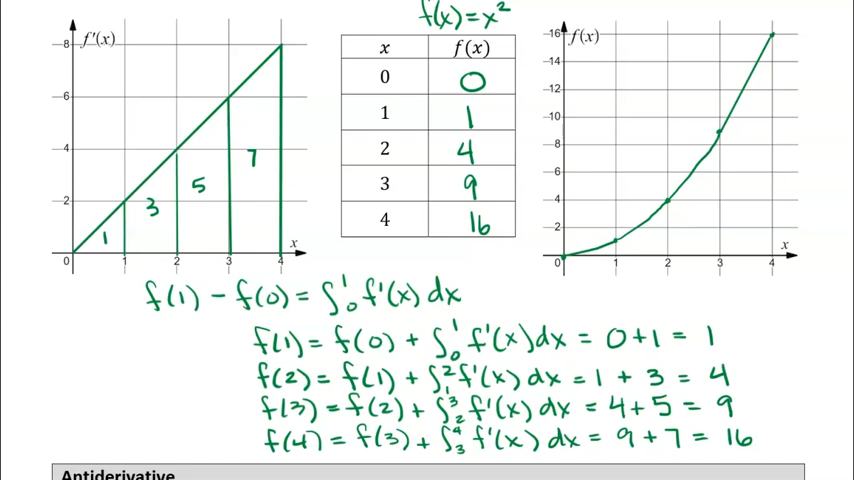 f(x) = x²
f'(x)
8
6
4
2
0
1
2
3
4
x
1
3
5
7
x f(x)
0 0
1 1
2 4
3 9
4 16
f(x)
16
14
12
10
8
6
4
2
0
1
2
3
4
x
f(1) - f(0) = ∫₀¹ f'(x) dx
f(1) = f(0) + ∫₀¹ f'(x) dx = 0 + 1 = 1
f(2) = f(1) + ∫₁² f'(x) dx = 1 + 3 = 4
f(3) = f(2) + ∫₂³ f'(x) dx = 4 + 5 = 9
f(4) = f(3) + ∫₃⁴ f'(x) dx = 9 + 7 = 16
Antiderivative